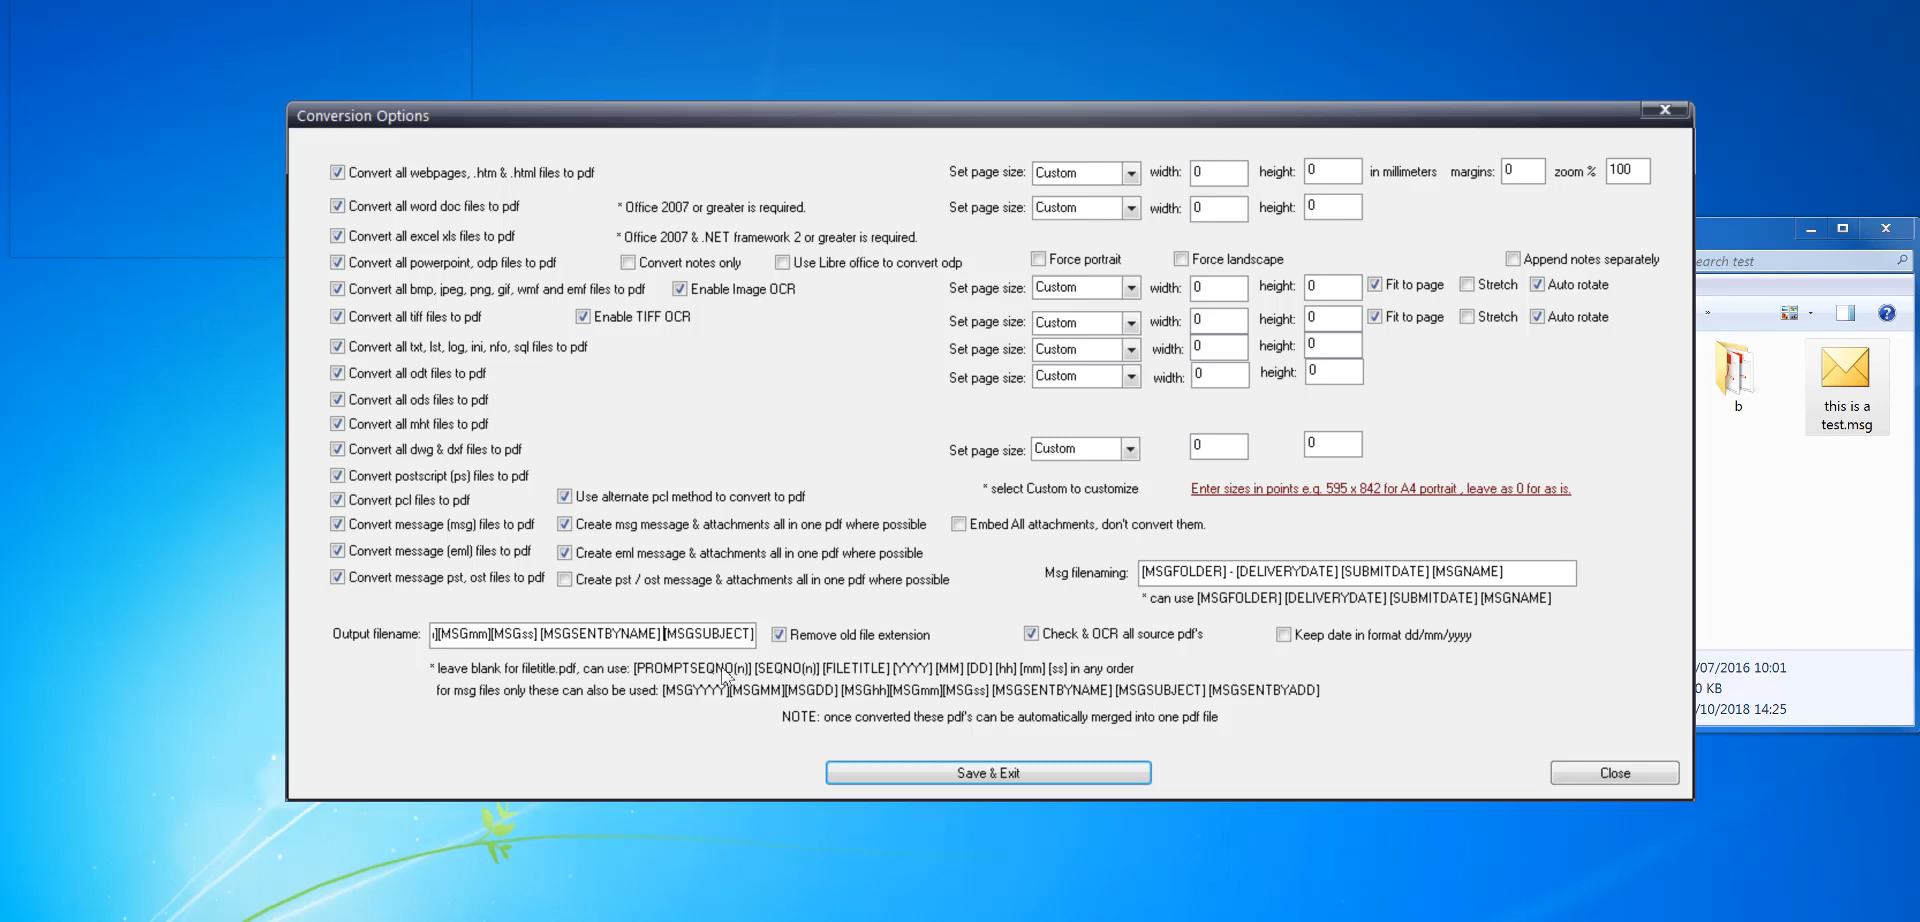 Conversion Options
Convert all webpages, .htm & .html files to pdf
Set page size: Custom width: 0 height: 0 in millimeters margins: 0 zoom % 100
Convert all word doc files to pdf * Office 2007 or greater is required.
Set page size: Custom width: 0 height: 0
Convert all excel xls files to pdf * Office 2007 & .NET framework 2 or greater is required.
Convert all powerpoint, odp files to pdf Convert notes only Use Libre office to convert odp
Force portrait Force landscape Append notes separately
Convert all bmp, jpeg, png, gif, wmf and emf files to pdf Enable Image OCR
Set page size: Custom width: 0 height: 0 Fit to page Stretch Auto rotate
Convert all tiff files to pdf Enable TIFF OCR
Set page size: Custom width: 0 height: 0 Fit to page Stretch Auto rotate
Convert all txt, lst, log, ini, nfo, sql files to pdf
Set page size: Custom width: 0 height: 0
Convert all odt files to pdf
Set page size: Custom width: 0 height: 0
Convert all ods files to pdf
Convert all mht files to pdf
Convert all dwg & dxf files to pdf
Set page size: Custom 0 0
Convert postscript (ps) files to pdf
* select Custom to customize Enter sizes in points e.g. 595 x 842 for A4 portrait , leave as 0 for as is.
Convert pcl files to pdf Use alternate pcl method to convert to pdf
Convert message (msg) files to pdf Create msg message & attachments all in one pdf where possible Embed All attachments, don't convert them.
Convert message (eml) files to pdf Create eml message & attachments all in one pdf where possible
Convert message pst, ost files to pdf Create pst / ost message & attachments all in one pdf where possible
Msg filenaming: [MSGFOLDER] - [DELIVERYDATE] [SUBMITDATE] [MSGNAME]
* can use [MSGFOLDER] [DELIVERYDATE] [SUBMITDATE] [MSGNAME]
Output filename: ][MSGmm][MSGss] [MSGSENTBYNAME] [MSGSUBJECT] Remove old file extension Check & OCR all source pdf's Keep date in format dd/mm/yyyy
* leave blank for filetitle.pdf, can use: [PROMPTSEQNO(n)] [SEQNO(n)] [FILETITLE] [YYYY] [MM] [DD] [hh] [mm] [ss] in any order
for msg files only these can also be used: [MSGYYYY][MSGMM][MSGDD] [MSGhh][MSGmm][MSGss] [MSGSENTBYNAME] [MSGSUBJECT] [MSGSENTBYADD]
NOTE: once converted these pdf's can be automatically merged into one pdf file
Save & Exit
Close
earch test
b
this is a
test.msg
/07/2016 10:01
0 KB
/10/2018 14:25